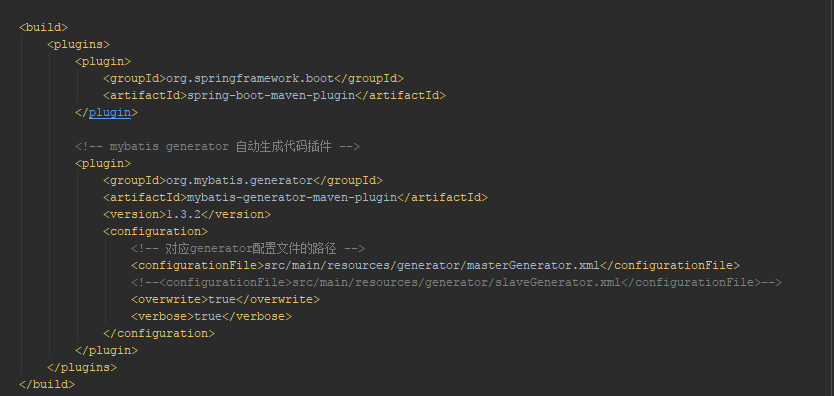 <build>
<plugins>
<plugin>
<groupId>org.springframework.boot</groupId>
<artifactId>spring-boot-maven-plugin</artifactId>
</plugin>
<!-- mybatis generator 自动生成代码插件 -->
<plugin>
<groupId>org.mybatis.generator</groupId>
<artifactId>mybatis-generator-maven-plugin</artifactId>
<version>1.3.2</version>
<configuration>
<!-- 对应generator配置文件的路径 -->
<configurationFile>src/main/resources/generator/masterGenerator.xml</configurationFile>
<!--<configurationFile>src/main/resources/generator/slaveGenerator.xml</configurationFile>-->
<overwrite>true</overwrite>
<verbose>true</verbose>
</configuration>
</plugin>
</plugins>
</build>